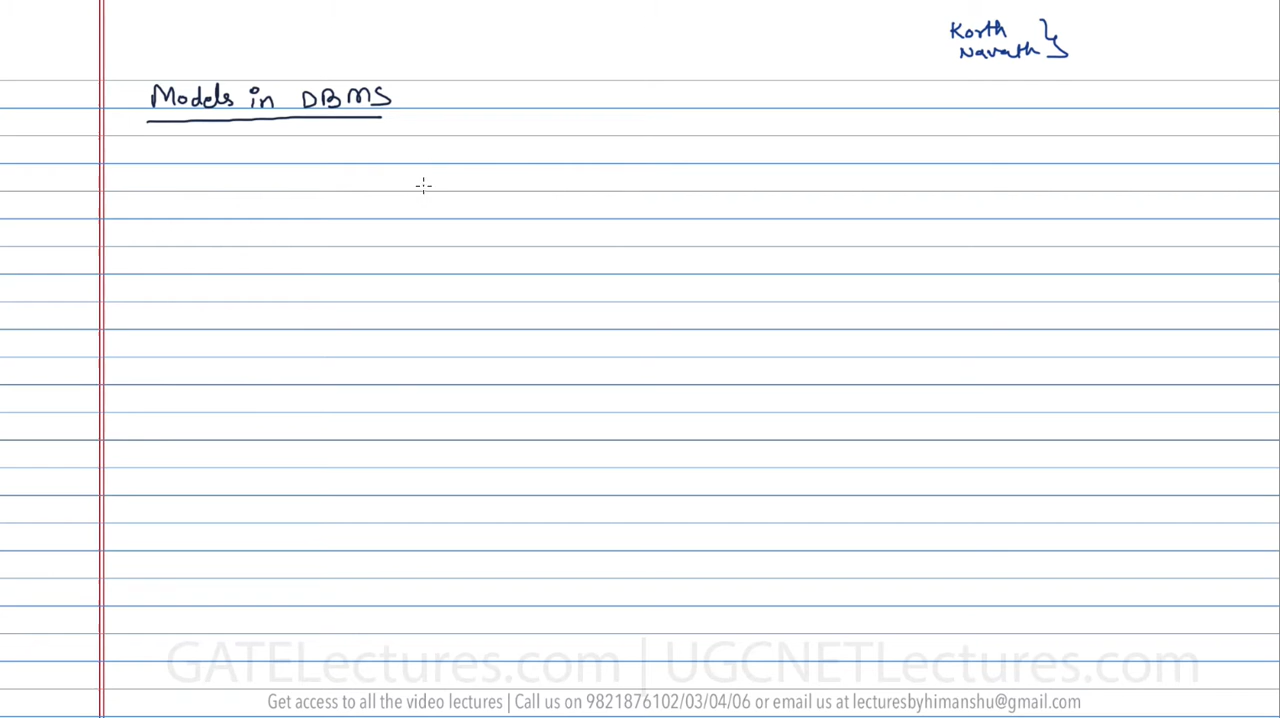 Korth
Navath
Models in DBMS
GATELectures.com | UGCNETLectures.com
Get access to all the video lectures | Call us on 9821876102/03/04/06 or email us at lecturesbyhimanshu@gmail.com